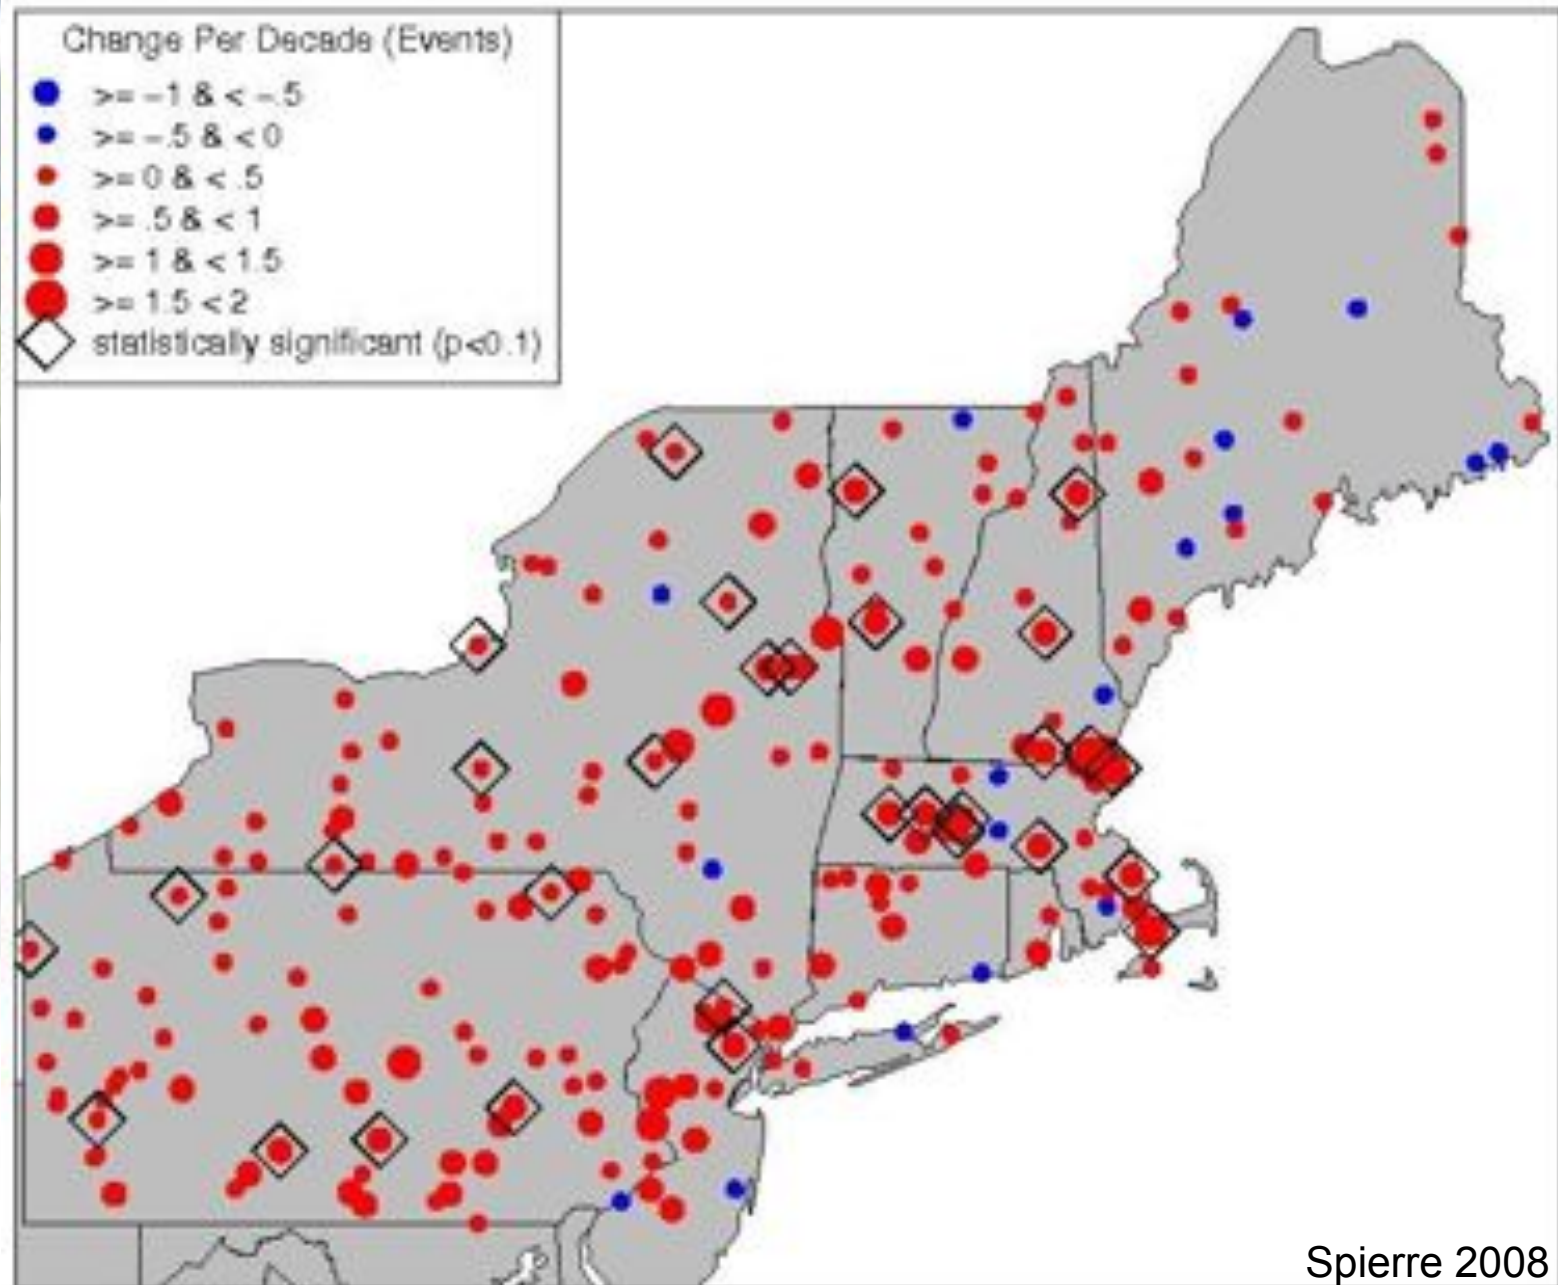 Change Per Decade (Events)
>= -1 & < -.5
>= -.5 & < 0
>= 0 & < .5
>= .5 & < 1
>= 1 & < 1.5
>= 1.5 < 2
statistically significant (p<0.1)
Spierre 2008